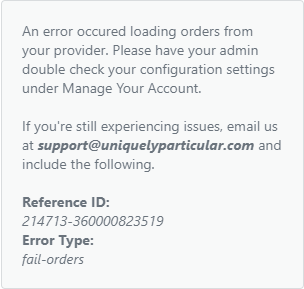 An error occured loading orders from
your provider. Please have your admin
double check your configuration settings
under Manage Your Account.
If you're still experiencing issues, email us
at support@uniquelyparticular.com and
include the following.
Reference ID:
214713-360000823519
Error Type:
fail-orders